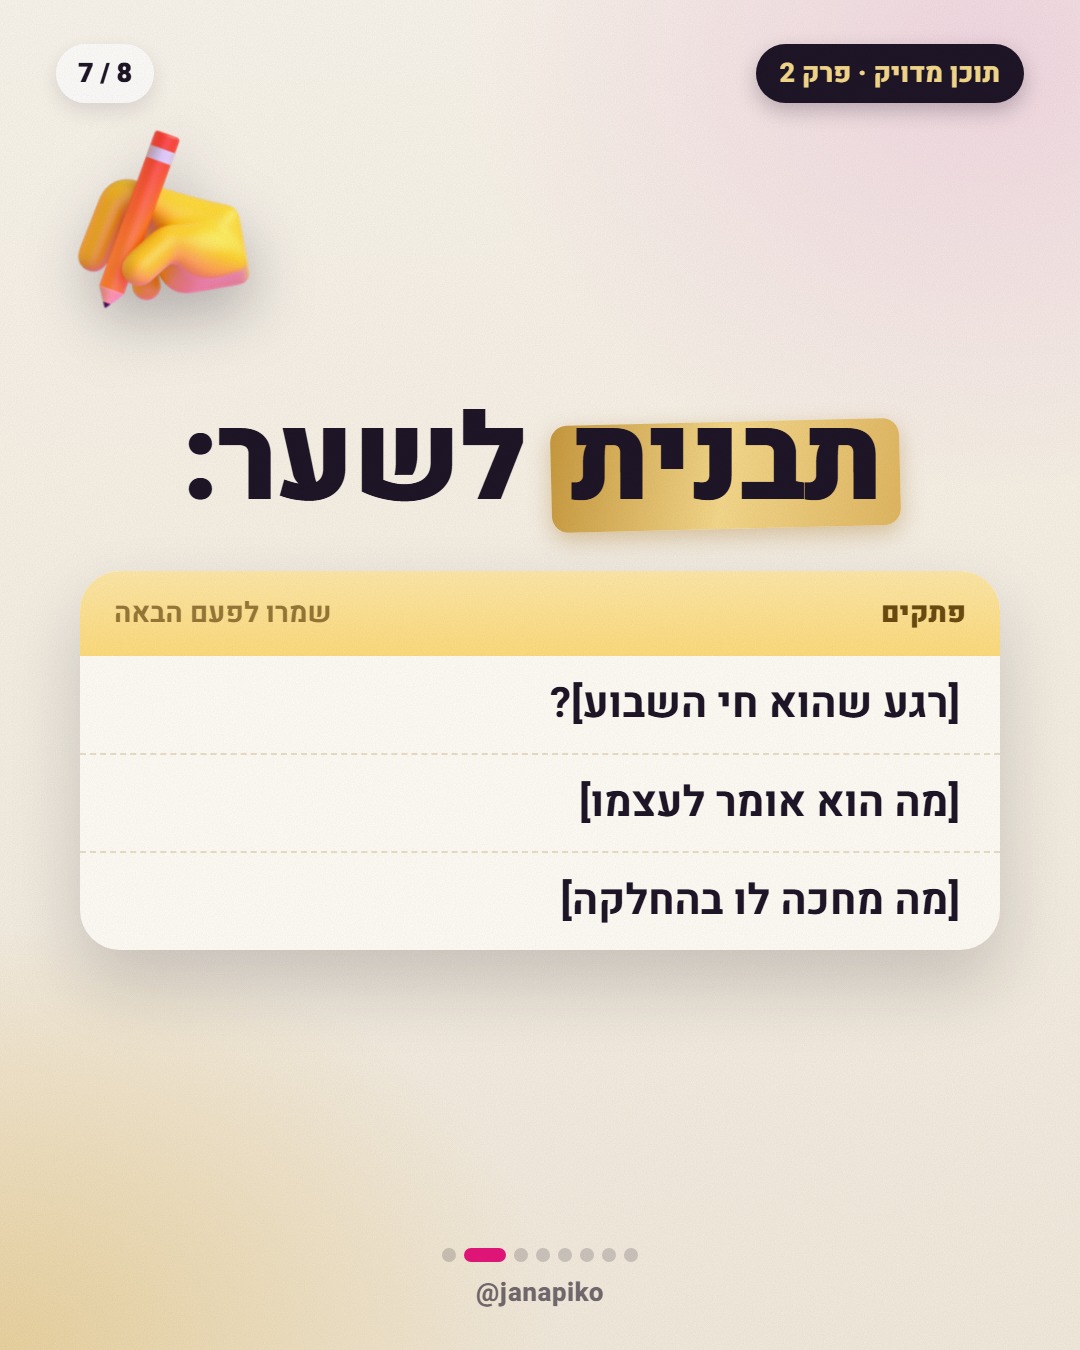 תוכן מדויק · פרק 2
7 / 8
תבנית לשער:
פתקים
שמרו לפעם הבאה
[רגע שהוא חי השבוע]?
[מה הוא אומר לעצמו]
[מה מחכה לו בהחלקה]
@janapiko